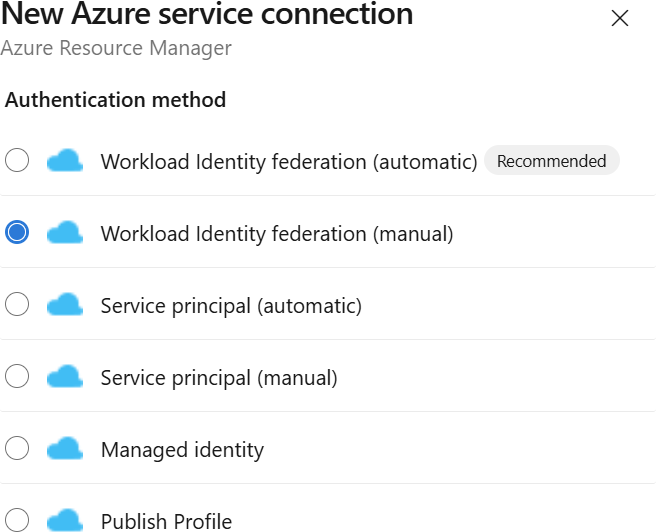 New Azure service connection
Azure Resource Manager
Authentication method
Workload Identity federation (automatic) Recommended
Workload Identity federation (manual)
Service principal (automatic)
Service principal (manual)
Managed identity
Publish Profile